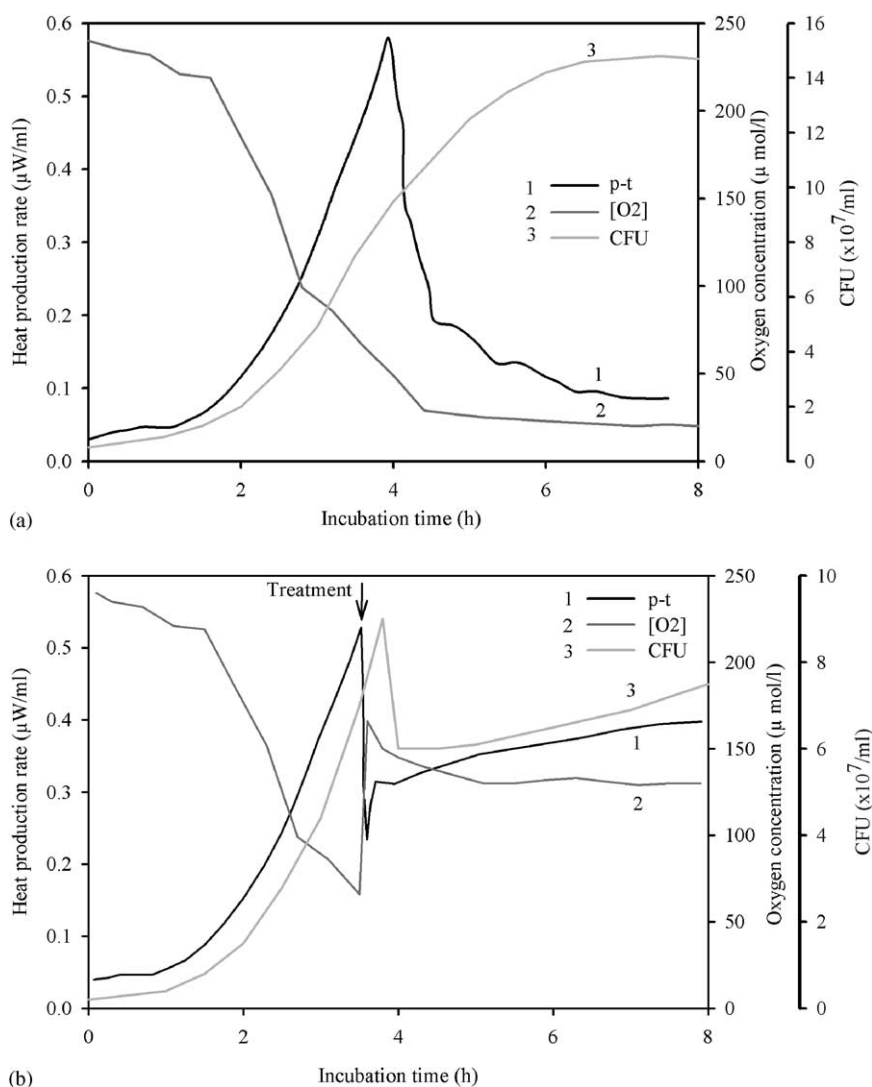 0.6
0.5
0.4
0.3
0.2
0.1
0.0
Heat production rate (µW/ml)
250
200
150
100
50
0
Oxygen concentration (µ mol/l)
16
14
12
10
8
6
4
2
0
CFU (x10⁷/ml)
3
1 p-t
2 [O2]
3 CFU
1
2
0 2 4 6 8
Incubation time (h)
(a)
0.6
0.5
0.4
0.3
0.2
0.1
0.0
Heat production rate (µW/ml)
250
200
150
100
50
0
Oxygen concentration (µ mol/l)
10
8
6
4
2
0
CFU (x10⁷/ml)
Treatment
1 p-t
2 [O2]
3 CFU
3
1
2
0 2 4 6 8
Incubation time (h)
(b)